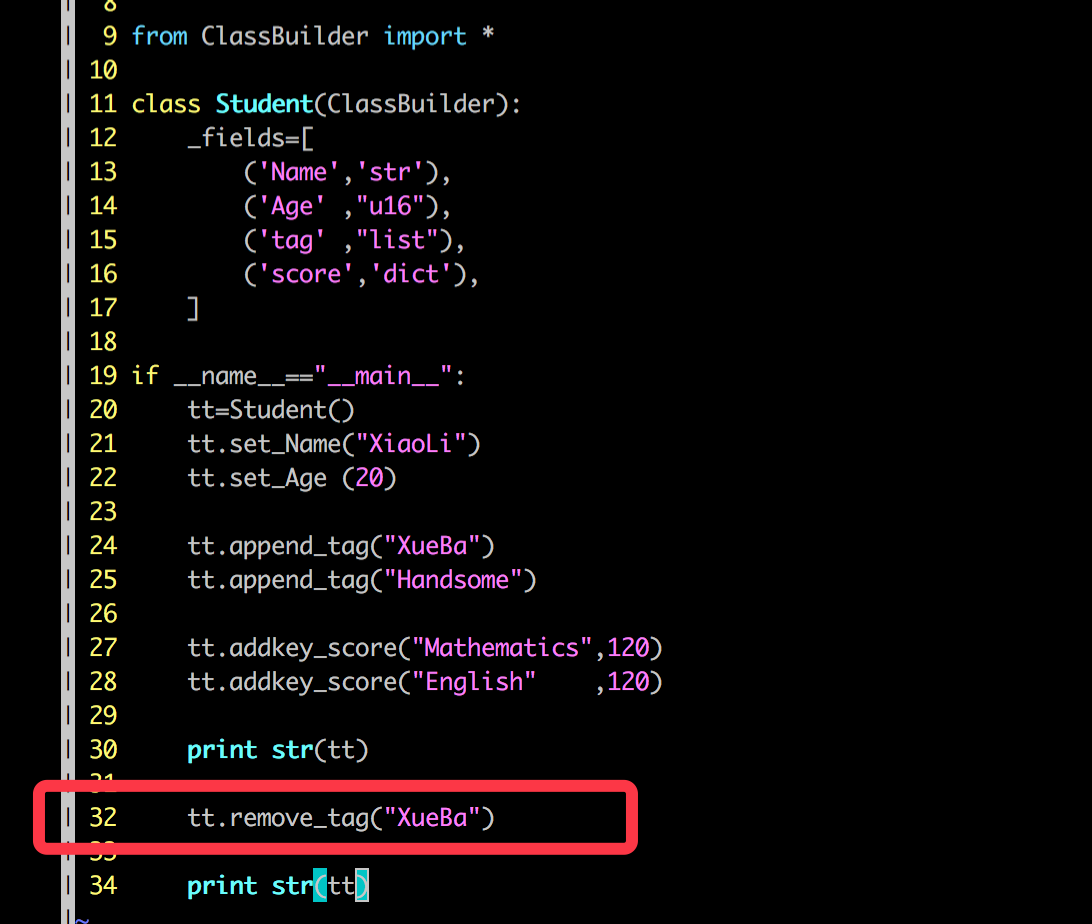 8
9 from ClassBuilder import *
10
11 class Student(ClassBuilder):
12     _fields=[
13         ('Name','str'),
14         ('Age' ,"u16"),
15         ('tag' ,"list"),
16         ('score','dict'),
17     ]
18
19 if __name__=="__main__":
20     tt=Student()
21     tt.set_Name("XiaoLi")
22     tt.set_Age (20)
23
24     tt.append_tag("XueBa")
25     tt.append_tag("Handsome")
26
27     tt.addkey_score("Mathematics",120)
28     tt.addkey_score("English"    ,120)
29
30     print str(tt)
31
32     tt.remove_tag("XueBa")
33
34     print str(tt)
~